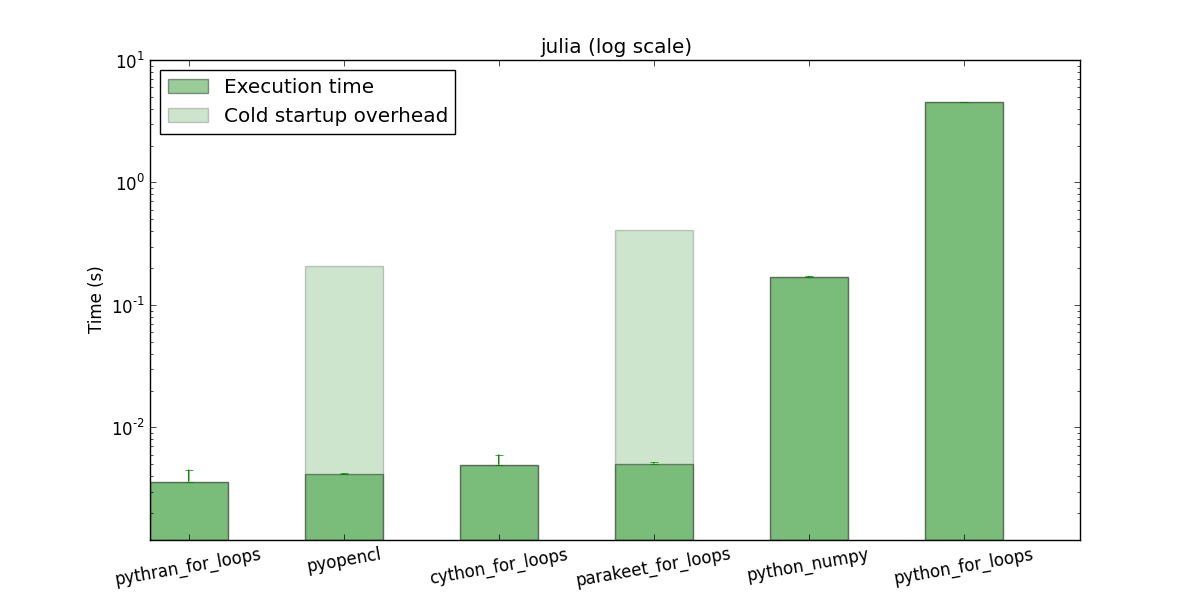 julia (log scale)
Execution time
Cold startup overhead
Time (s)
10^1
10^0
10^-1
10^-2
pythran_for_loops
pyopencl
cython_for_loops
parakeet_for_loops
python_numpy
python_for_loops